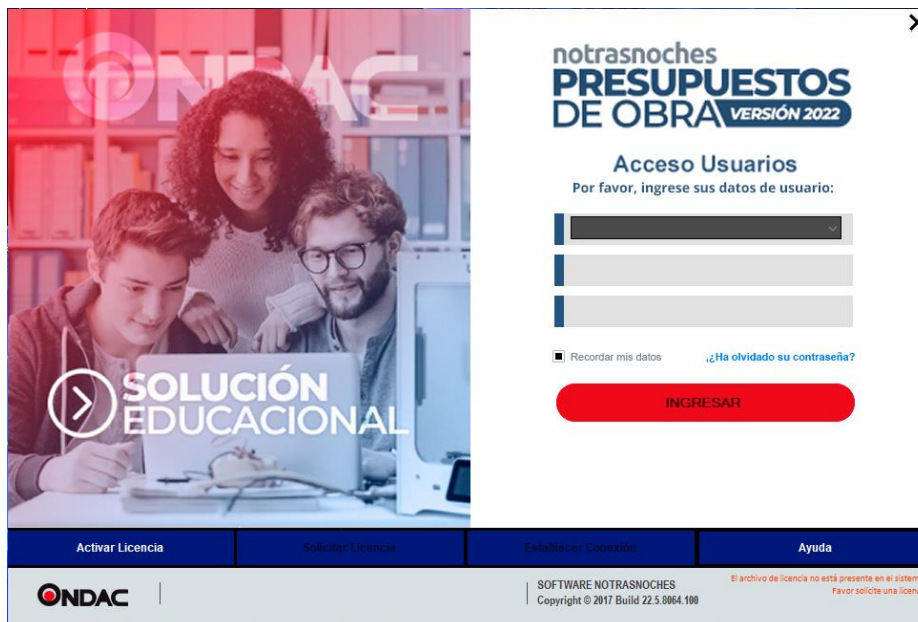 ONDAC
notrasnoches
PRESUPUESTOS
DE OBRA VERSIÓN 2022
Acceso Usuarios
Por favor, ingrese sus datos de usuario:
Recordar mis datos
¿Ha olvidado su contraseña?
INGRESAR
SOLUCIÓN
EDUCACIONAL
Activar Licencia
Solicitar Licencia
Establecer Conexión
Ayuda
ONDAC
SOFTWARE NOTRASNOCHES
Copyright © 2017 Build 22.5.8064.100
El archivo de licencia no está presente en el sistem
Favor solicite una licenc